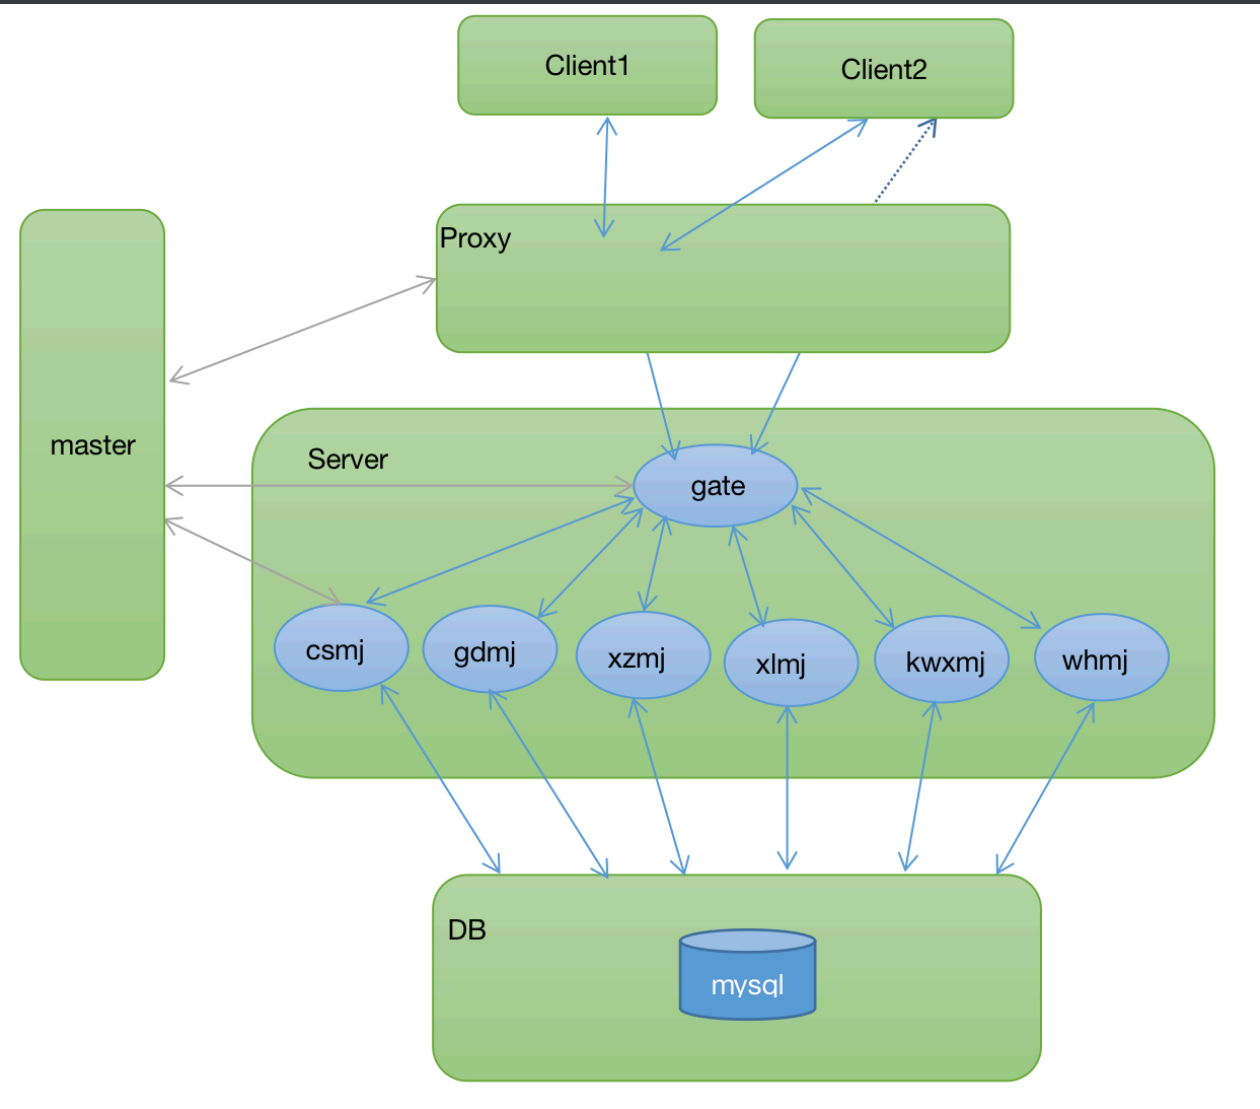 Client1
Client2
Proxy
master
Server
gate
csmj
gdmj
xzmj
xlmj
kwxmj
whmj
DB
mysql